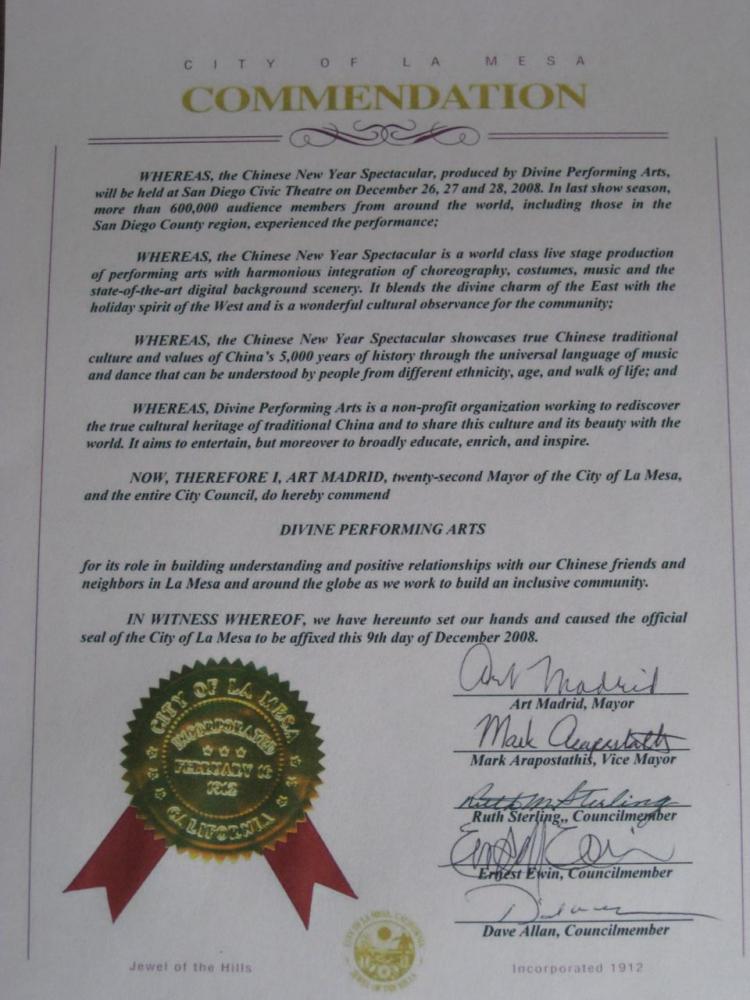 CITY OF LA MESA
COMMENDATION
WHEREAS, the Chinese New Year Spectacular, produced by Divine Performing Arts,
will be held at San Diego Civic Theatre on December 26, 27 and 28, 2008. In last show season,
more than 600,000 audience members from around the world, including those in the
San Diego County region, experienced the performance;
WHEREAS, the Chinese New Year Spectacular is a world class live stage production
of performing arts with harmonious integration of choreography, costumes, music and the
state-of-the-art digital background scenery. It blends the divine charm of the East with the
holiday spirit of the West and is a wonderful cultural observance for the community;
WHEREAS, the Chinese New Year Spectacular showcases true Chinese traditional
culture and values of China's 5,000 years of history through the universal language of music
and dance that can be understood by people from different ethnicity, age, and walk of life; and
WHEREAS, Divine Performing Arts is a non-profit organization working to rediscover
the true cultural heritage of traditional China and to share this culture and its beauty with the
world. It aims to entertain, but moreover to broadly educate, enrich, and inspire.
NOW, THEREFORE I, ART MADRID, twenty-second Mayor of the City of La Mesa,
and the entire City Council, do hereby commend
DIVINE PERFORMING ARTS
for its role in building understanding and positive relationships with our Chinese friends and
neighbors in La Mesa and around the globe as we work to build an inclusive community.
IN WITNESS WHEREOF, we have hereunto set our hands and caused the official
seal of the City of La Mesa to be affixed this 9th day of December 2008.
CITY OF LA MESA
INCORPORATED
FEBRUARY 16
1912
CALIFORNIA
Art Madrid
Art Madrid, Mayor
Mark Arapostathis
Mark Arapostathis, Vice Mayor
Ruth Sterling
Ruth Sterling,, Councilmember
Ernest Ewin, Councilmember
Dave Allan, Councilmember
CITY OF LA MESA, CALIFORNIA
JEWEL OF THE HILLS
Jewel of the Hills
Incorporated 1912